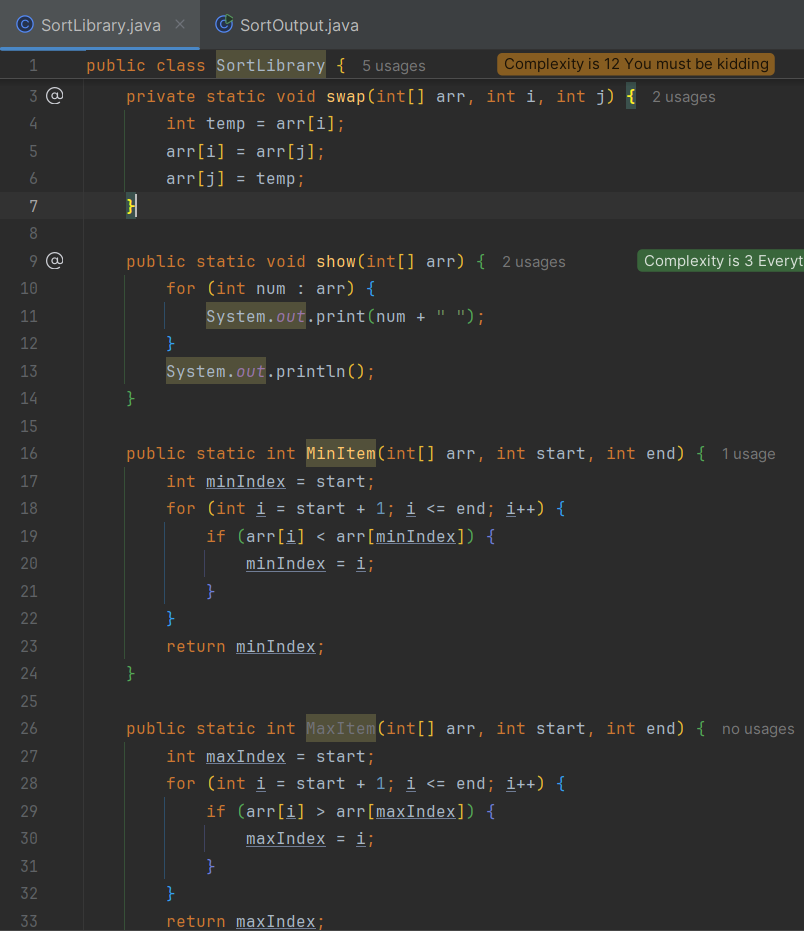 SortLibrary.java × SortOutput.java
1 public class SortLibrary { 5 usages Complexity is 12 You must be kidding
3 @ private static void swap(int[] arr, int i, int j) { 2 usages
4 int temp = arr[i];
5 arr[i] = arr[j];
6 arr[j] = temp;
7 }
8
9 @ public static void show(int[] arr) { 2 usages Complexity is 3 Everyt
10 for (int num : arr) {
11 System.out.print(num + " ");
12 }
13 System.out.println();
14 }
15
16 public static int MinItem(int[] arr, int start, int end) { 1 usage
17 int minIndex = start;
18 for (int i = start + 1; i <= end; i++) {
19 if (arr[i] < arr[minIndex]) {
20 minIndex = i;
21 }
22 }
23 return minIndex;
24 }
25
26 public static int MaxItem(int[] arr, int start, int end) { no usages
27 int maxIndex = start;
28 for (int i = start + 1; i <= end; i++) {
29 if (arr[i] > arr[maxIndex]) {
30 maxIndex = i;
31 }
32 }
33 return maxIndex;